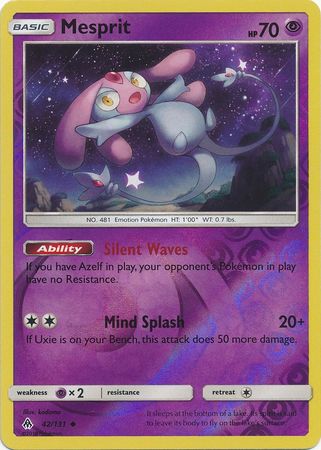 BASIC Mesprit HP70
NO. 481 Emotion Pokémon HT: 1'00" WT: 0.7 lbs.
Ability Silent Waves
If you have Azelf in play, your opponent's Pokémon in play
have no Resistance.
Mind Splash 20+
If Uxie is on your Bench, this attack does 50 more damage.
weakness ×2 resistance retreat
Illus. kodama
42/131
It sleeps at the bottom of a lake. Its spirit is said
to leave its body to fly on the lake's surface.